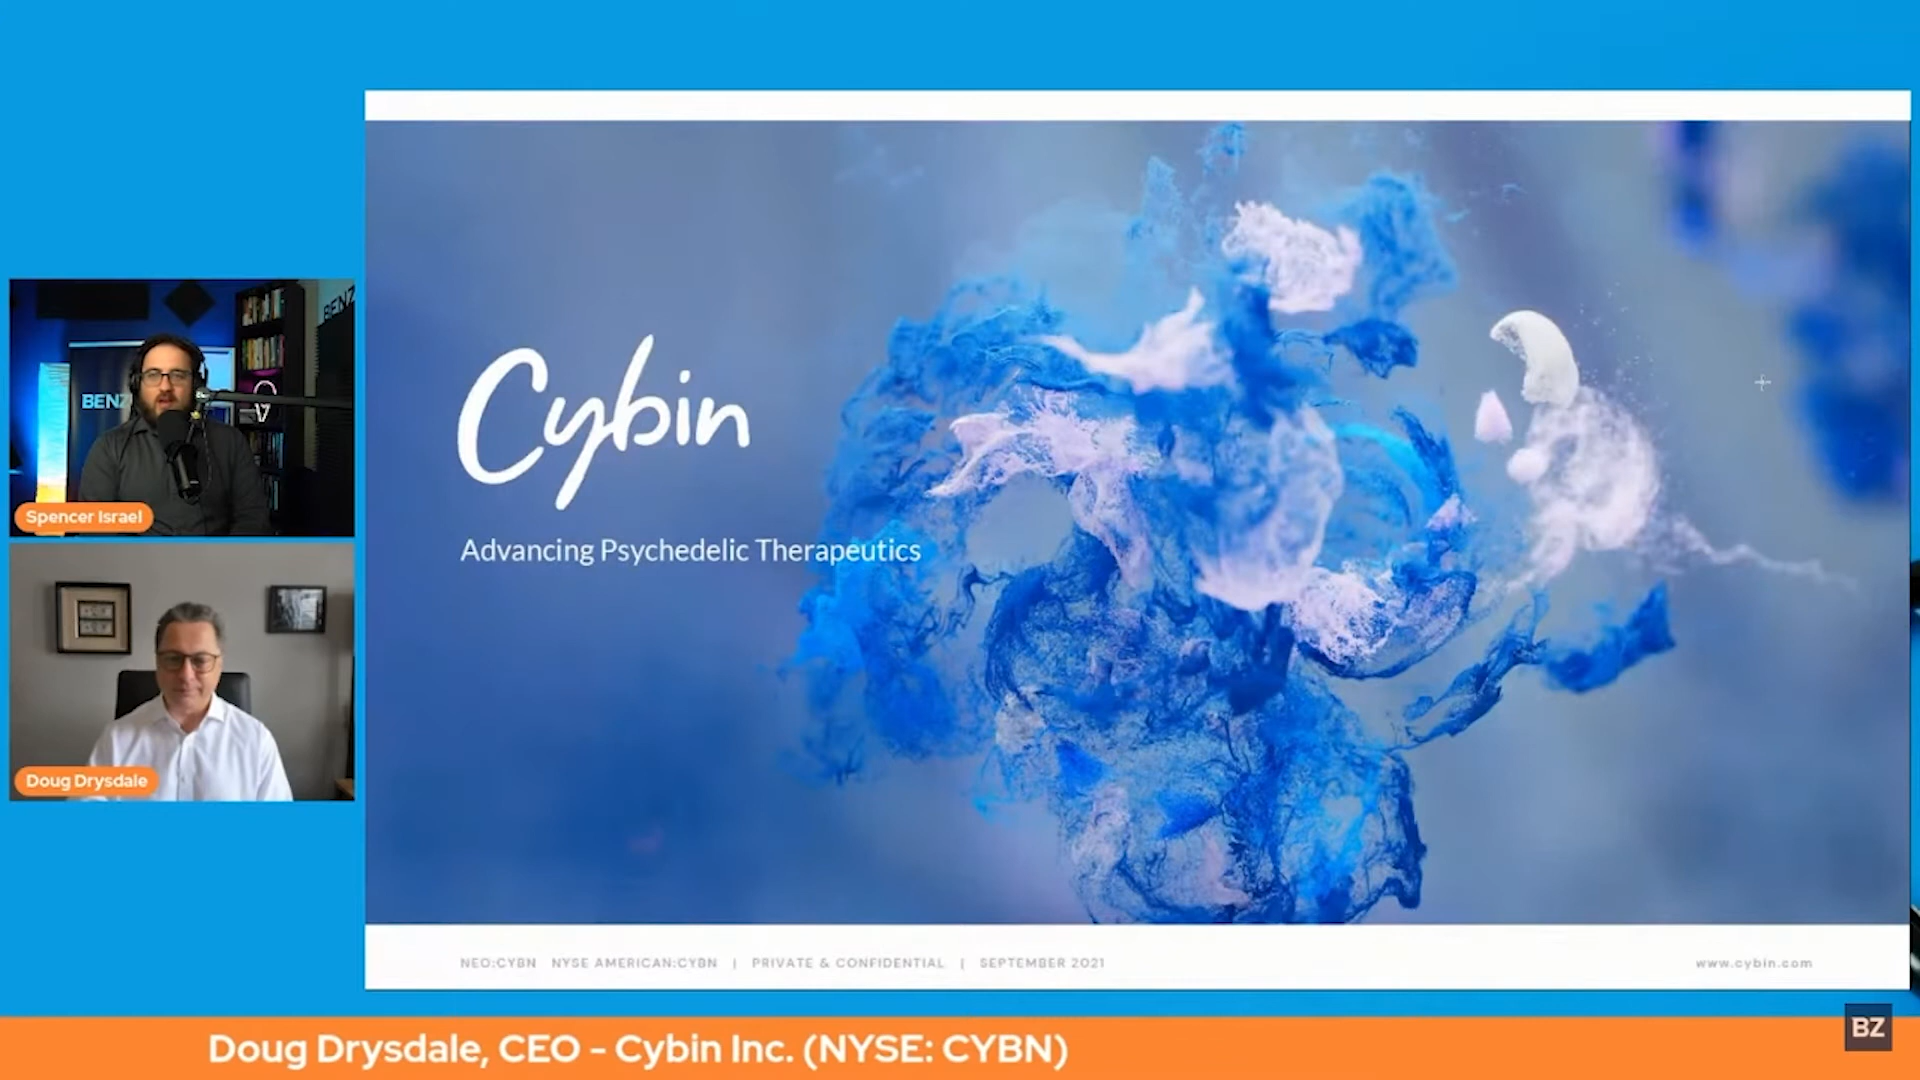 BENZ
BENZ
Spencer Israel
Doug Drysdale
Cybin
Advancing Psychedelic Therapeutics
NEO:CYBN NYSE AMERICAN:CYBN | PRIVATE & CONFIDENTIAL | SEPTEMBER 2021
www.cybin.com
Doug Drysdale, CEO - Cybin Inc. (NYSE: CYBN)
BZ